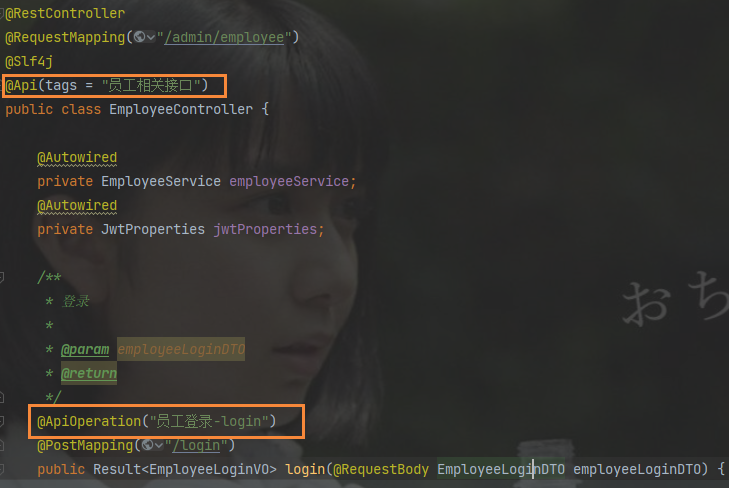 @RestController
@RequestMapping("/admin/employee")
@Slf4j
@Api(tags = "员工相关接口")
public class EmployeeController {
@Autowired
private EmployeeService employeeService;
@Autowired
private JwtProperties jwtProperties;
/**
* 登录
*
* @param employeeLoginDTO
* @return
*/
@ApiOperation("员工登录-login")
@PostMapping("/login")
public Result<EmployeeLoginVO> login(@RequestBody EmployeeLoginDTO employeeLoginDTO) {
おち